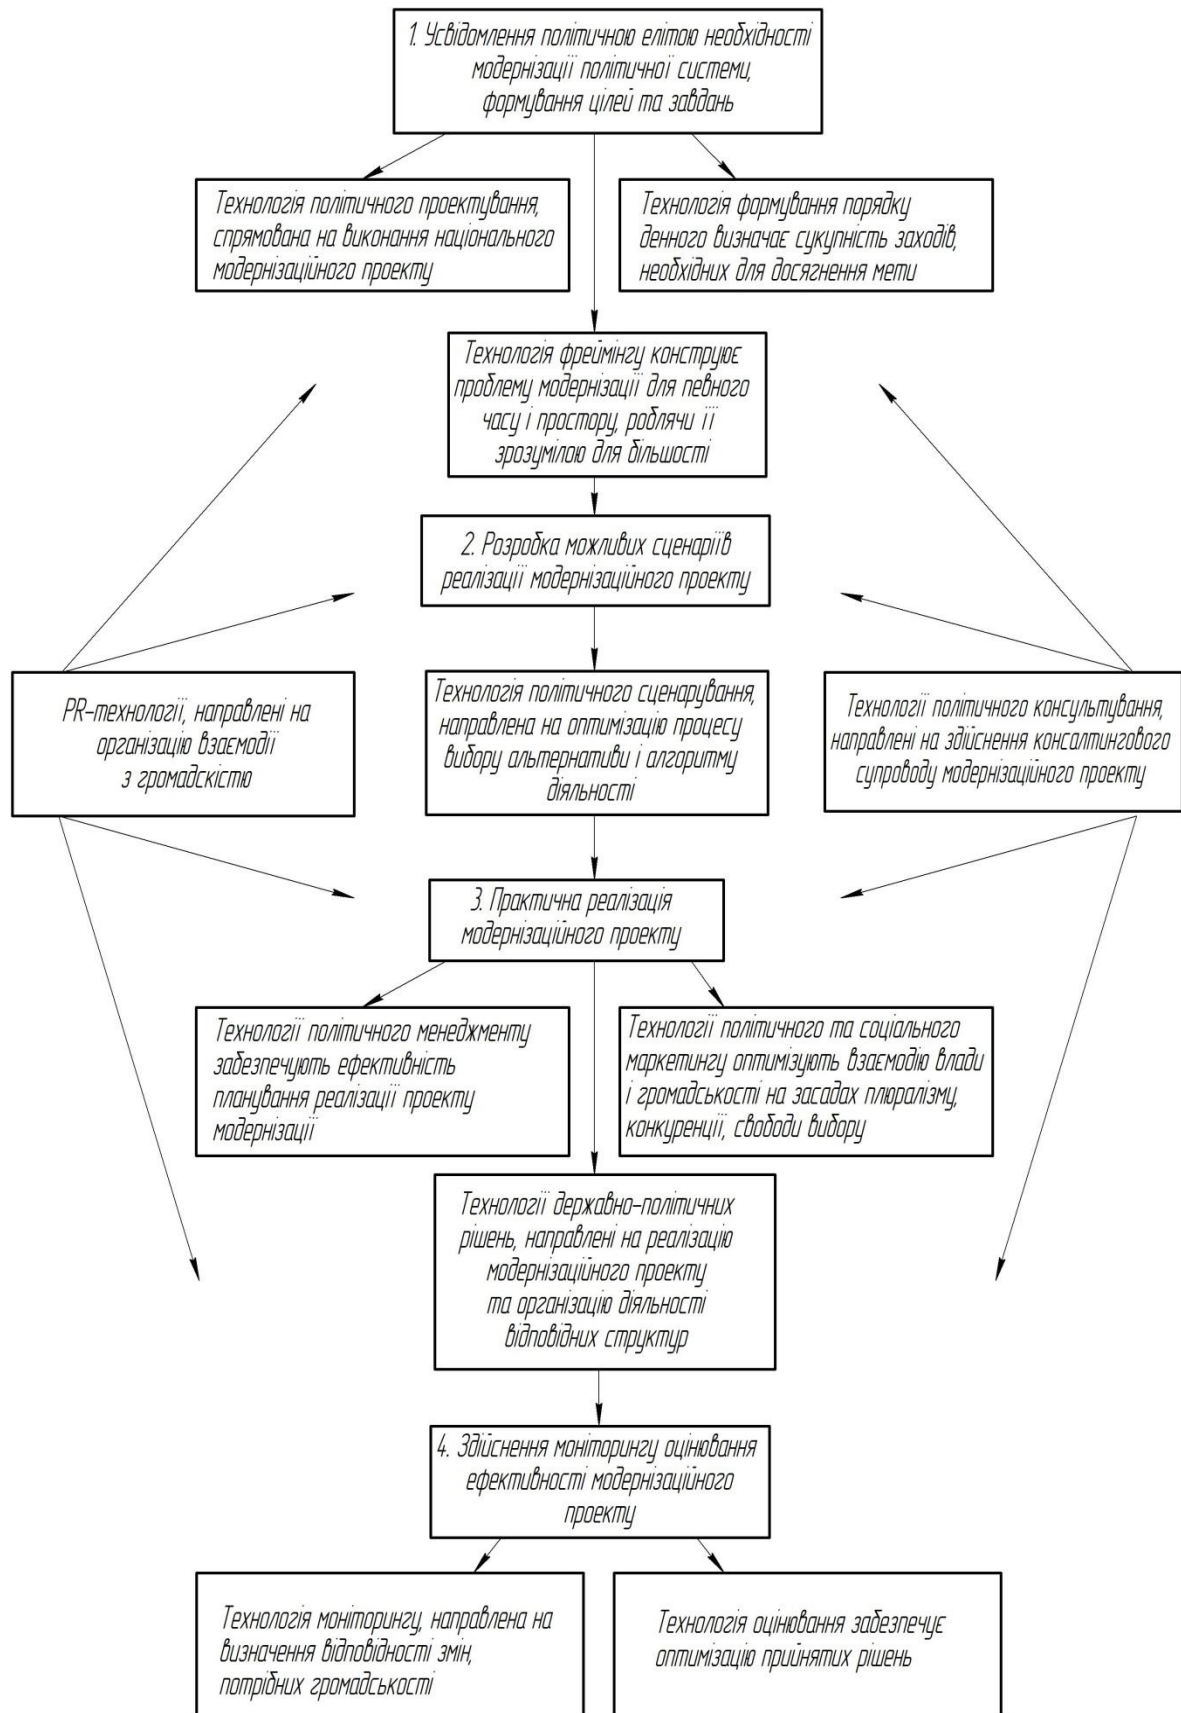 1. Усвідомлення політичною елітою необхідності
модернізації політичної системи,
формування цілей та завдань
Технологія політичного проектування,
спрямована на виконання національного
модернізаційного проекту
Технологія формування порядку
денного визначає сукупність заходів,
необхідних для досягнення мети
Технологія фреймінгу конструює
проблему модернізації для певного
часу і простору, роблячи її
зрозумілою для більшості
2. Розробка можливих сценаріїв
реалізації модернізаційного проекту
PR-технології, направлені на
організацію взаємодії
з громадскістю
Технологія політичного сценарування,
направлена на оптимізацію процесу
вибору альтернативи і алгоритму
діяльності
Технології політичного консультування,
направлені на здійснення консалтингового
супроводу модернізаційного проекту
3. Практична реалізація
модернізаційного проекту
Технології політичного менеджменту
забезпечують ефективність
планування реалізації проекту
модернізації
Технології політичного та соціального
маркетингу оптимізують взаємодію влади
і громадськості на засадах плюралізму,
конкуренції, свободи вибору
Технології державно-політичних
рішень, направлені на реалізацію
модернізаційного проекту
та організацію діяльності
відповідних структур
4. Здійснення моніторингу оцінювання
ефективності модернізаційного
проекту
Технологія моніторингу, направлена на
визначення відповідності змін,
потрібних громадськості
Технологія оцінювання забезпечує
оптимізацію прийнятих рішень